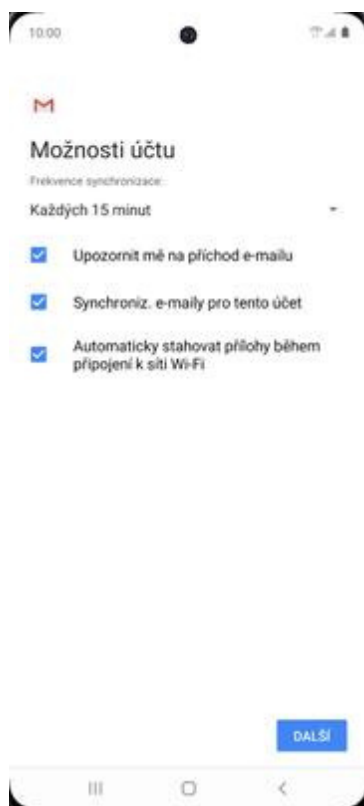 10:00
Možnosti účtu
Frekvence synchronizace:
Každých 15 minut
Upozornit mě na příchod e-mailu
Synchroniz. e-maily pro tento účet
Automaticky stahovat přílohy během
připojení k síti Wi-Fi
DALŠÍ